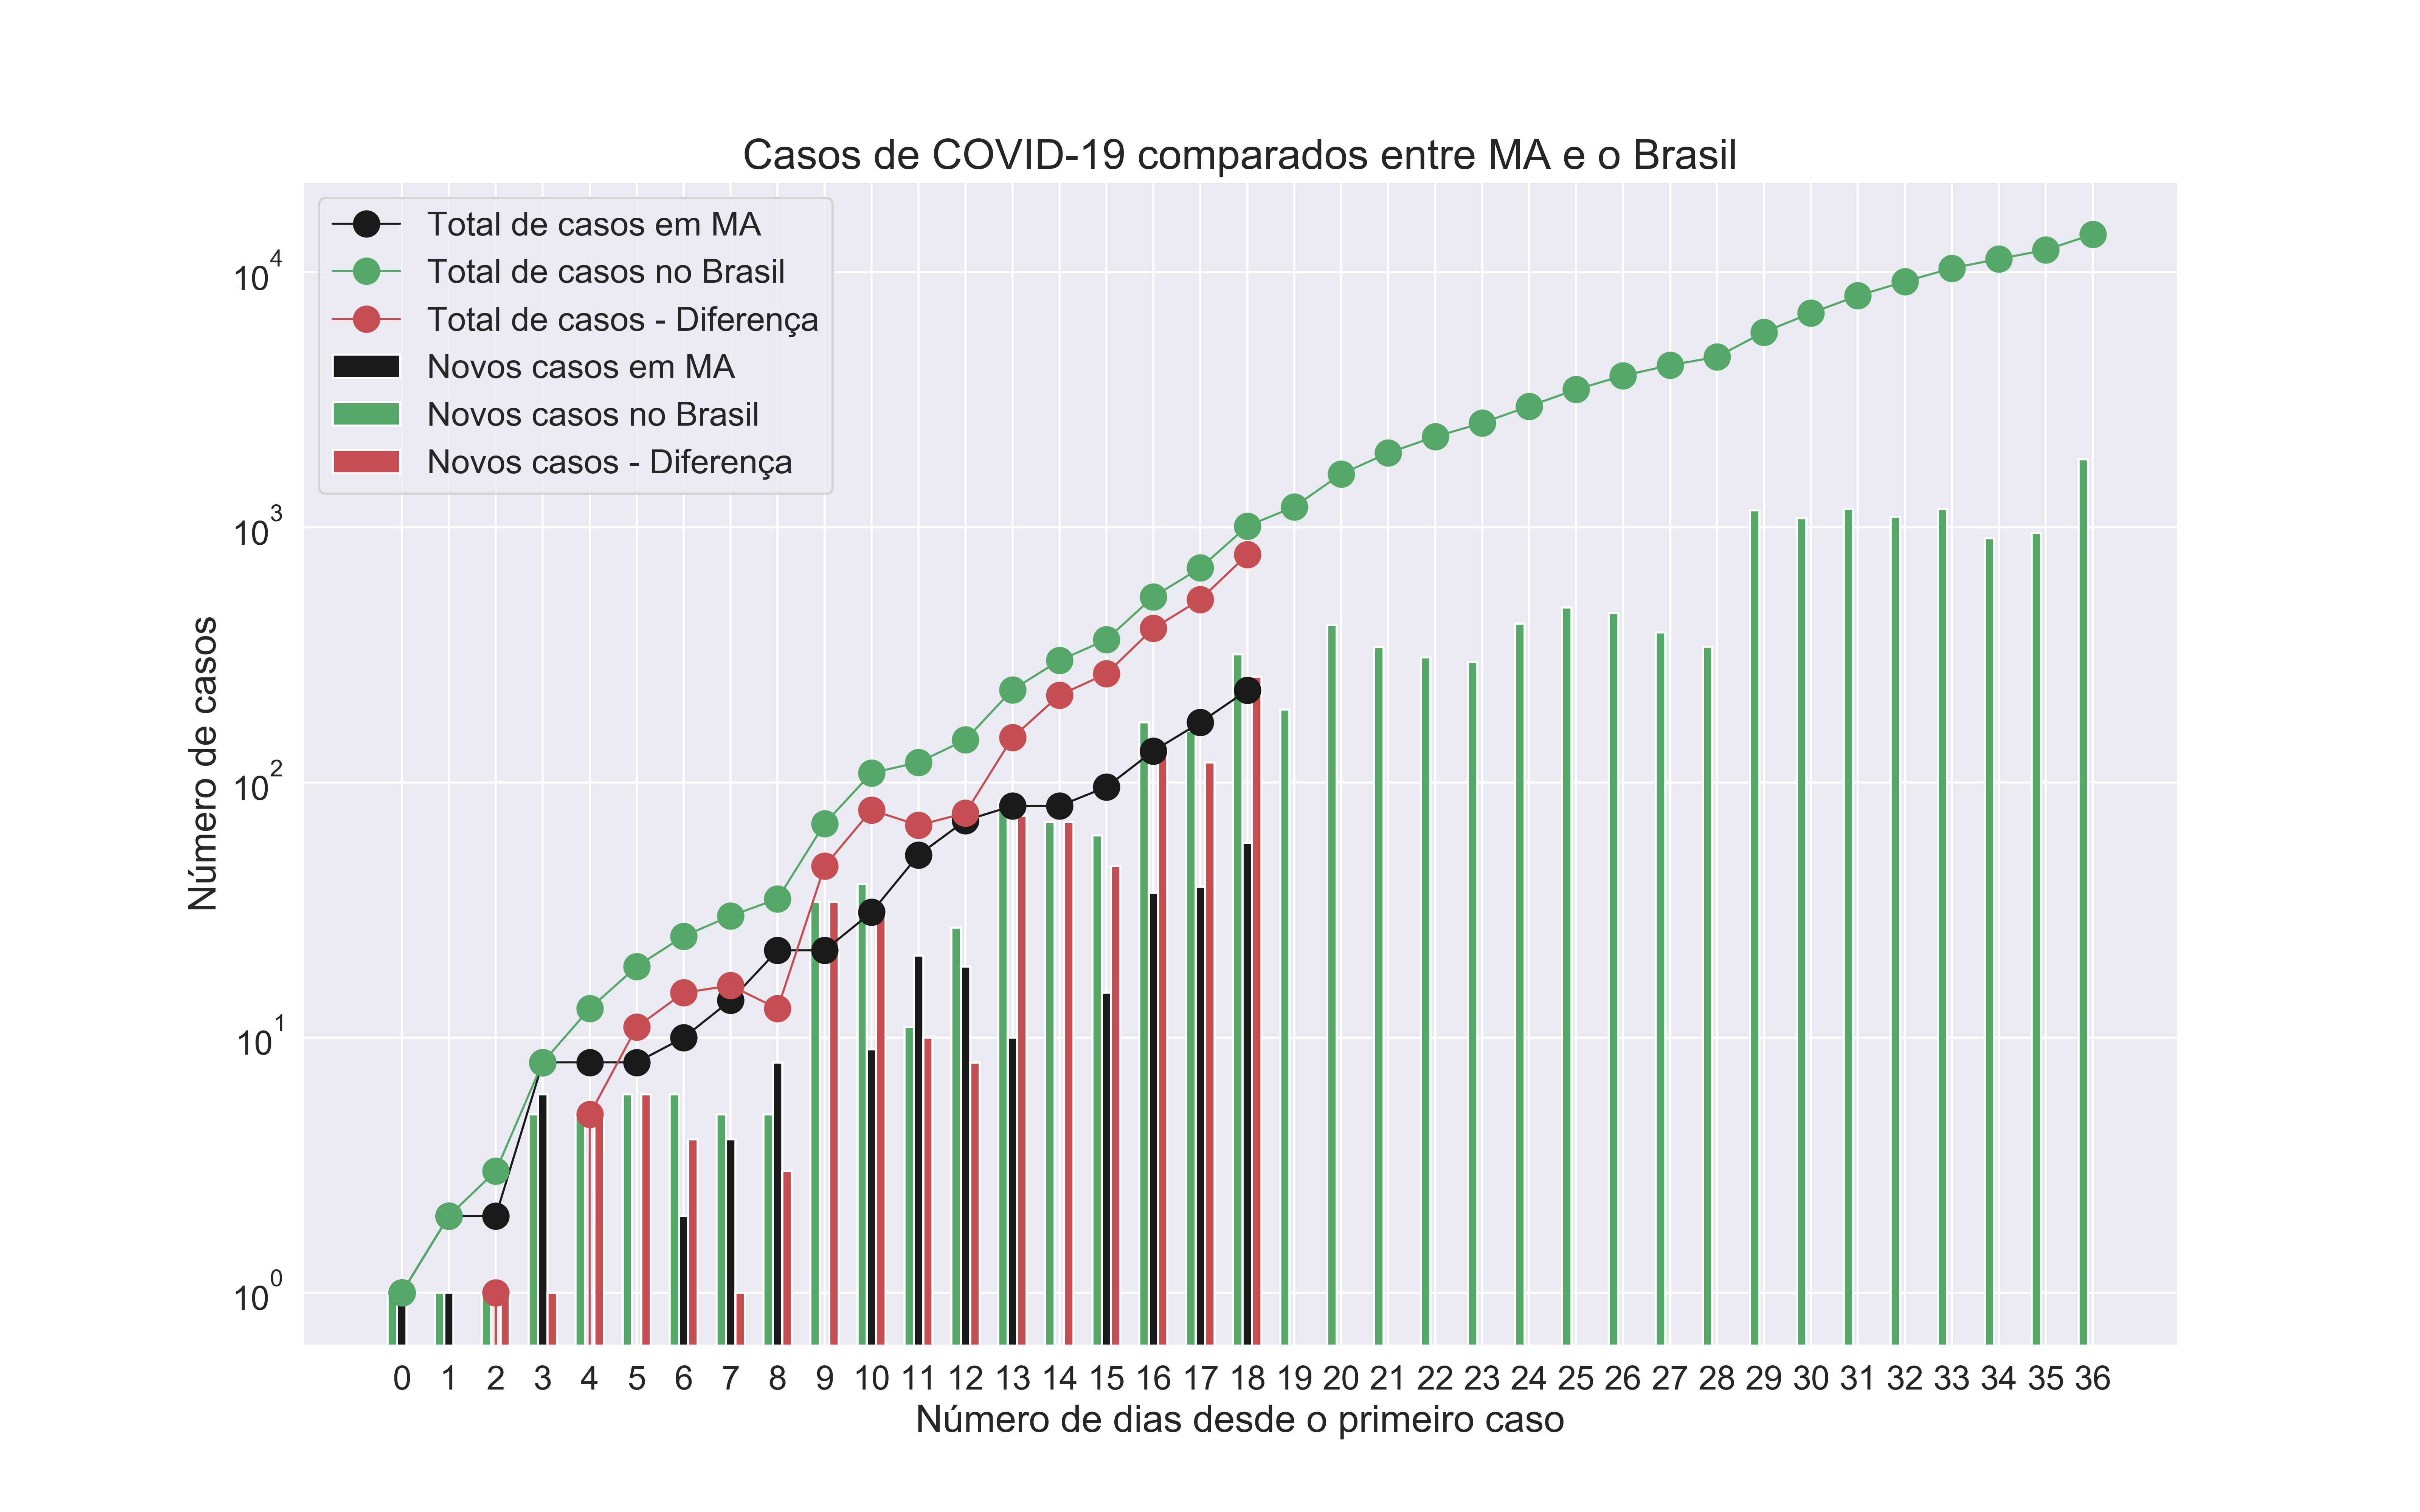 Casos de COVID-19 comparados entre MA e o Brasil
Total de casos em MA
Total de casos no Brasil
Total de casos - Diferença
Novos casos em MA
Novos casos no Brasil
Novos casos - Diferença
Número de casos
10^4
10^3
10^2
10^1
10^0
0 1 2 3 4 5 6 7 8 9 10 11 12 13 14 15 16 17 18 19 20 21 22 23 24 25 26 27 28 29 30 31 32 33 34 35 36
Número de dias desde o primeiro caso